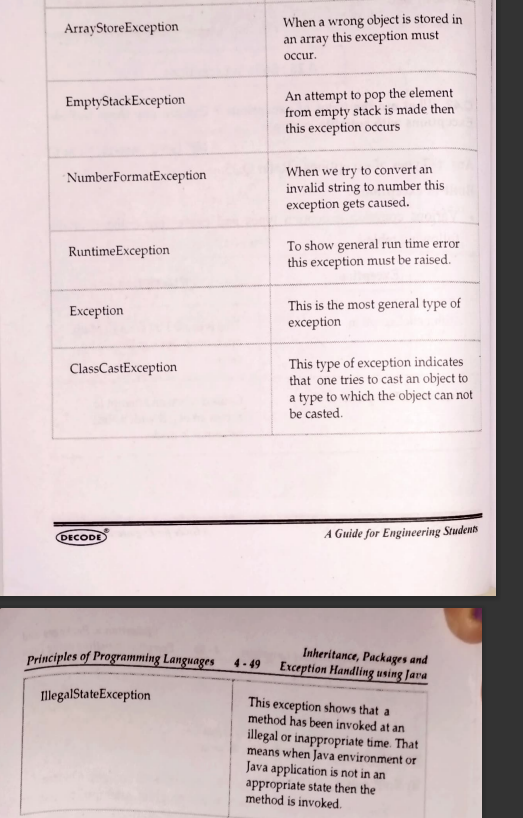 ArrayStoreException
When a wrong object is stored in
an array this exception must
occur.
EmptyStackException
An attempt to pop the element
from empty stack is made then
this exception occurs
NumberFormatException
When we try to convert an
invalid string to number this
exception gets caused.
RuntimeException
To show general run time error
this exception must be raised.
Exception
This is the most general type of
exception
ClassCastException
This type of exception indicates
that one tries to cast an object to
a type to which the object can not
be casted.
DECODE®
A Guide for Engineering Students
Principles of Programming Languages 4 - 49 Inheritance, Packages and
Exception Handling using Java
IllegalStateException
This exception shows that a
method has been invoked at an
illegal or inappropriate time. That
means when Java environment or
Java application is not in an
appropriate state then the
method is invoked.